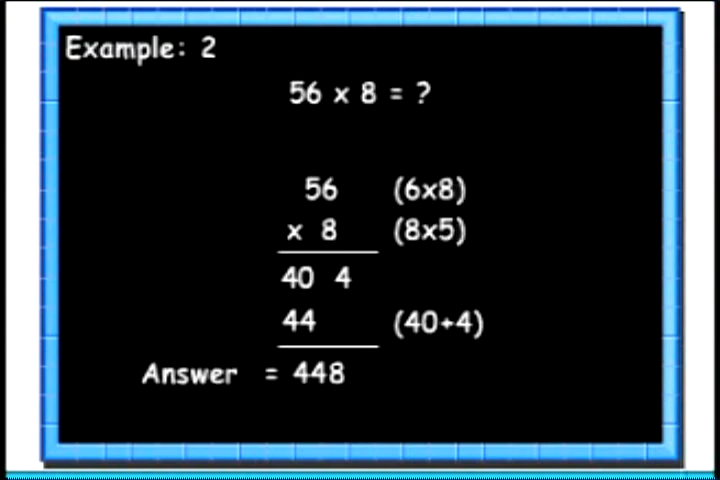 Example: 2
56 x 8 = ?
56 (6x8)
x 8 (8x5)
40 4
44 (40+4)
Answer = 448